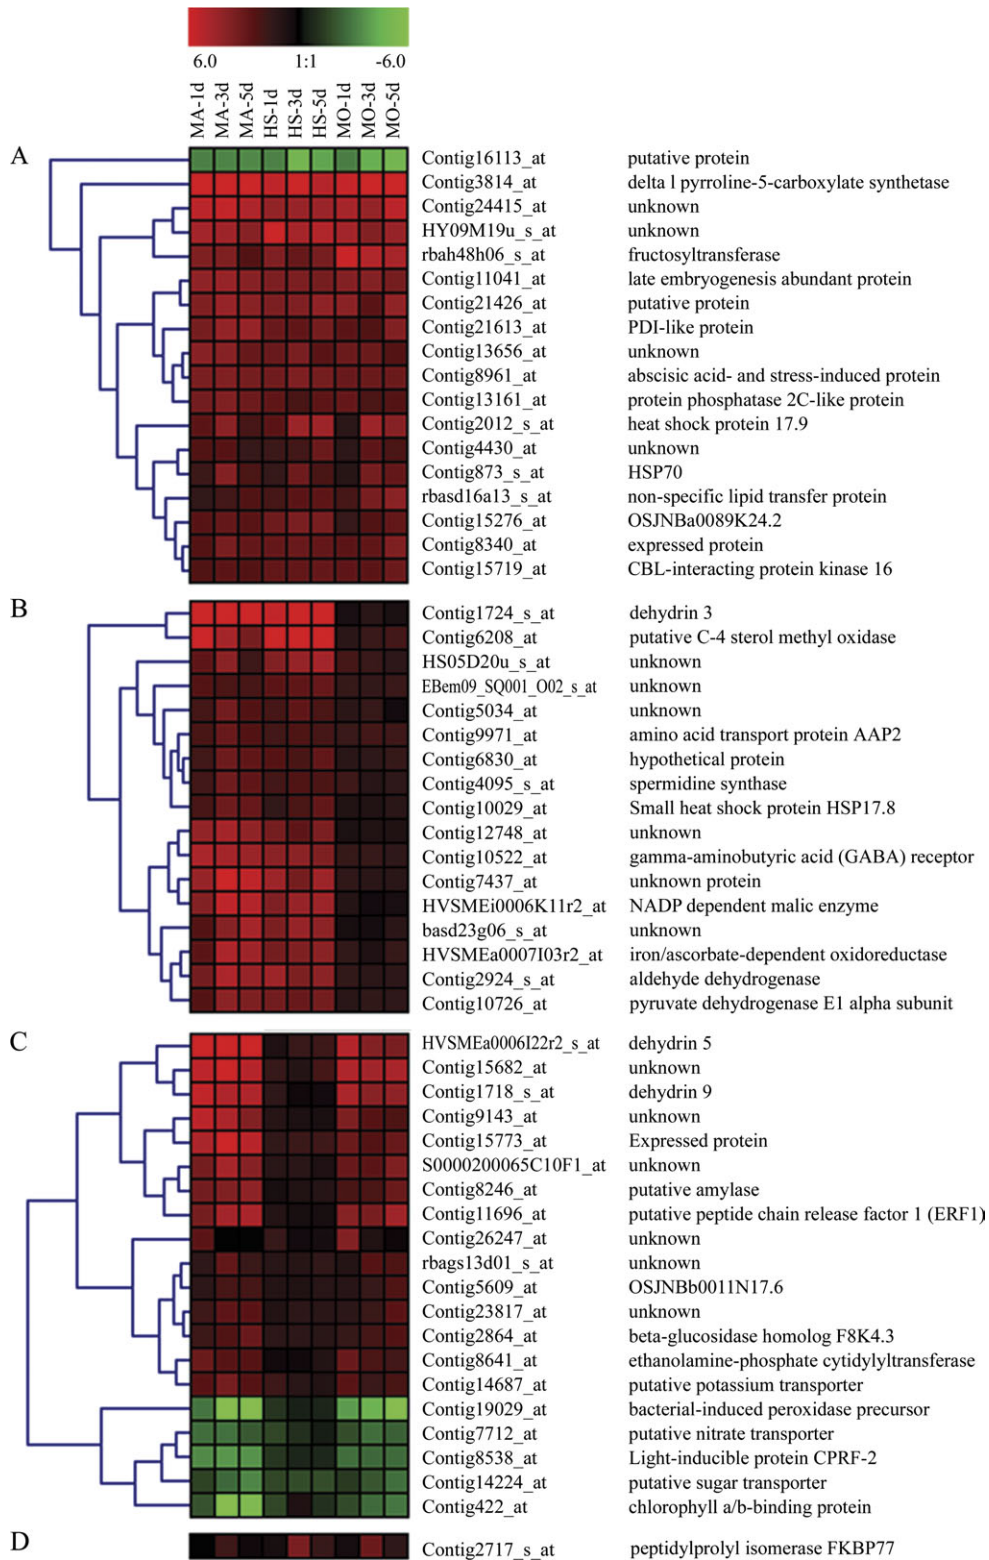 6.0 1:1 -6.0
MA-1d MA-3d MA-5d HS-1d HS-3d HS-5d MO-1d MO-3d MO-5d
A
Contig16113_at putative protein
Contig3814_at delta l pyrroline-5-carboxylate synthetase
Contig24415_at unknown
HY09M19u_s_at unknown
rbah48h06_s_at fructosyltransferase
Contig11041_at late embryogenesis abundant protein
Contig21426_at putative protein
Contig21613_at PDI-like protein
Contig13656_at unknown
Contig8961_at abscisic acid- and stress-induced protein
Contig13161_at protein phosphatase 2C-like protein
Contig2012_s_at heat shock protein 17.9
Contig4430_at unknown
Contig873_s_at HSP70
rbasd16a13_s_at non-specific lipid transfer protein
Contig15276_at OSJNBa0089K24.2
Contig8340_at expressed protein
Contig15719_at CBL-interacting protein kinase 16
B
Contig1724_s_at dehydrin 3
Contig6208_at putative C-4 sterol methyl oxidase
HS05D20u_s_at unknown
EBem09_SQ001_O02_s_at unknown
Contig5034_at unknown
Contig9971_at amino acid transport protein AAP2
Contig6830_at hypothetical protein
Contig4095_s_at spermidine synthase
Contig10029_at Small heat shock protein HSP17.8
Contig12748_at unknown
Contig10522_at gamma-aminobutyric acid (GABA) receptor
Contig7437_at unknown protein
HVSMEi0006K11r2_at NADP dependent malic enzyme
basd23g06_s_at unknown
HVSMEa0007I03r2_at iron/ascorbate-dependent oxidoreductase
Contig2924_s_at aldehyde dehydrogenase
Contig10726_at pyruvate dehydrogenase E1 alpha subunit
C
HVSMEa0006I22r2_s_at dehydrin 5
Contig15682_at unknown
Contig1718_s_at dehydrin 9
Contig9143_at unknown
Contig15773_at Expressed protein
S0000200065C10F1_at unknown
Contig8246_at putative amylase
Contig11696_at putative peptide chain release factor 1 (ERF1)
Contig26247_at unknown
rbags13d01_s_at unknown
Contig5609_at OSJNBb0011N17.6
Contig23817_at unknown
Contig2864_at beta-glucosidase homolog F8K4.3
Contig8641_at ethanolamine-phosphate cytidylyltransferase
Contig14687_at putative potassium transporter
Contig19029_at bacterial-induced peroxidase precursor
Contig7712_at putative nitrate transporter
Contig8538_at Light-inducible protein CPRF-2
Contig14224_at putative sugar transporter
Contig422_at chlorophyll a/b-binding protein
D
Contig2717_s_at peptidylprolyl isomerase FKBP77